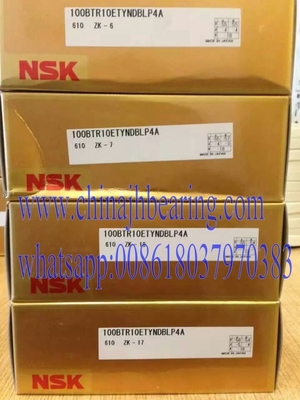 100BTR10ETYNDBLP4A
610 ZK-6
NSK
100BTR10ETYNDBLP4A
610 ZK-7
NSK
www.chinajhbearing.com
100BTR10ETYNDBLP4A
610 ZK-16
whatsapp:008618037970383
NSK
100BTR10ETYNDBLP4A
610 ZK-17
NSK